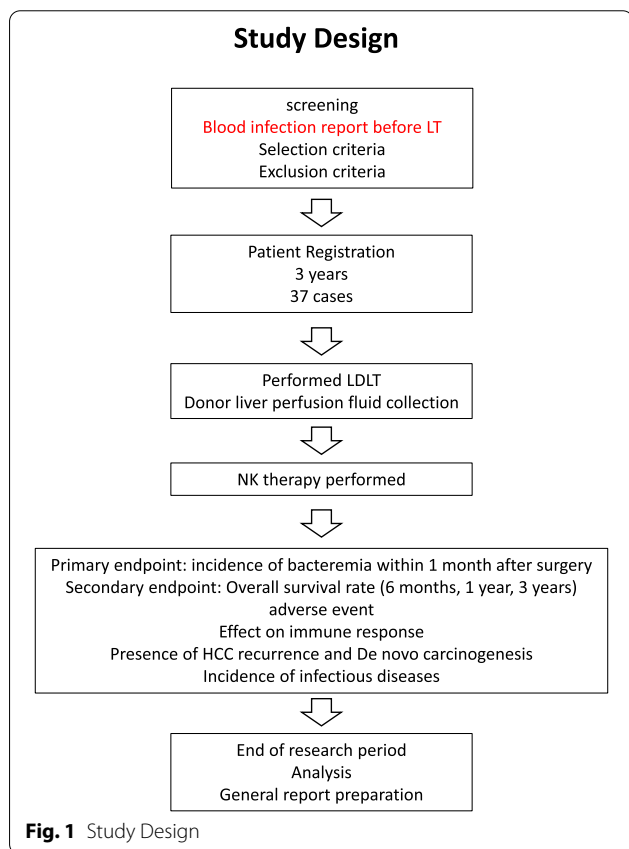 Study Design
screening
Blood infection report before LT
Selection criteria
Exclusion criteria
Patient Registration
3 years
37 cases
Performed LDLT
Donor liver perfusion fluid collection
NK therapy performed
Primary endpoint: incidence of bacteremia within 1 month after surgery
Secondary endpoint: Overall survival rate (6 months, 1 year, 3 years)
adverse event
Effect on immune response
Presence of HCC recurrence and De novo carcinogenesis
Incidence of infectious diseases
End of research period
Analysis
General report preparation
Fig. 1 Study Design